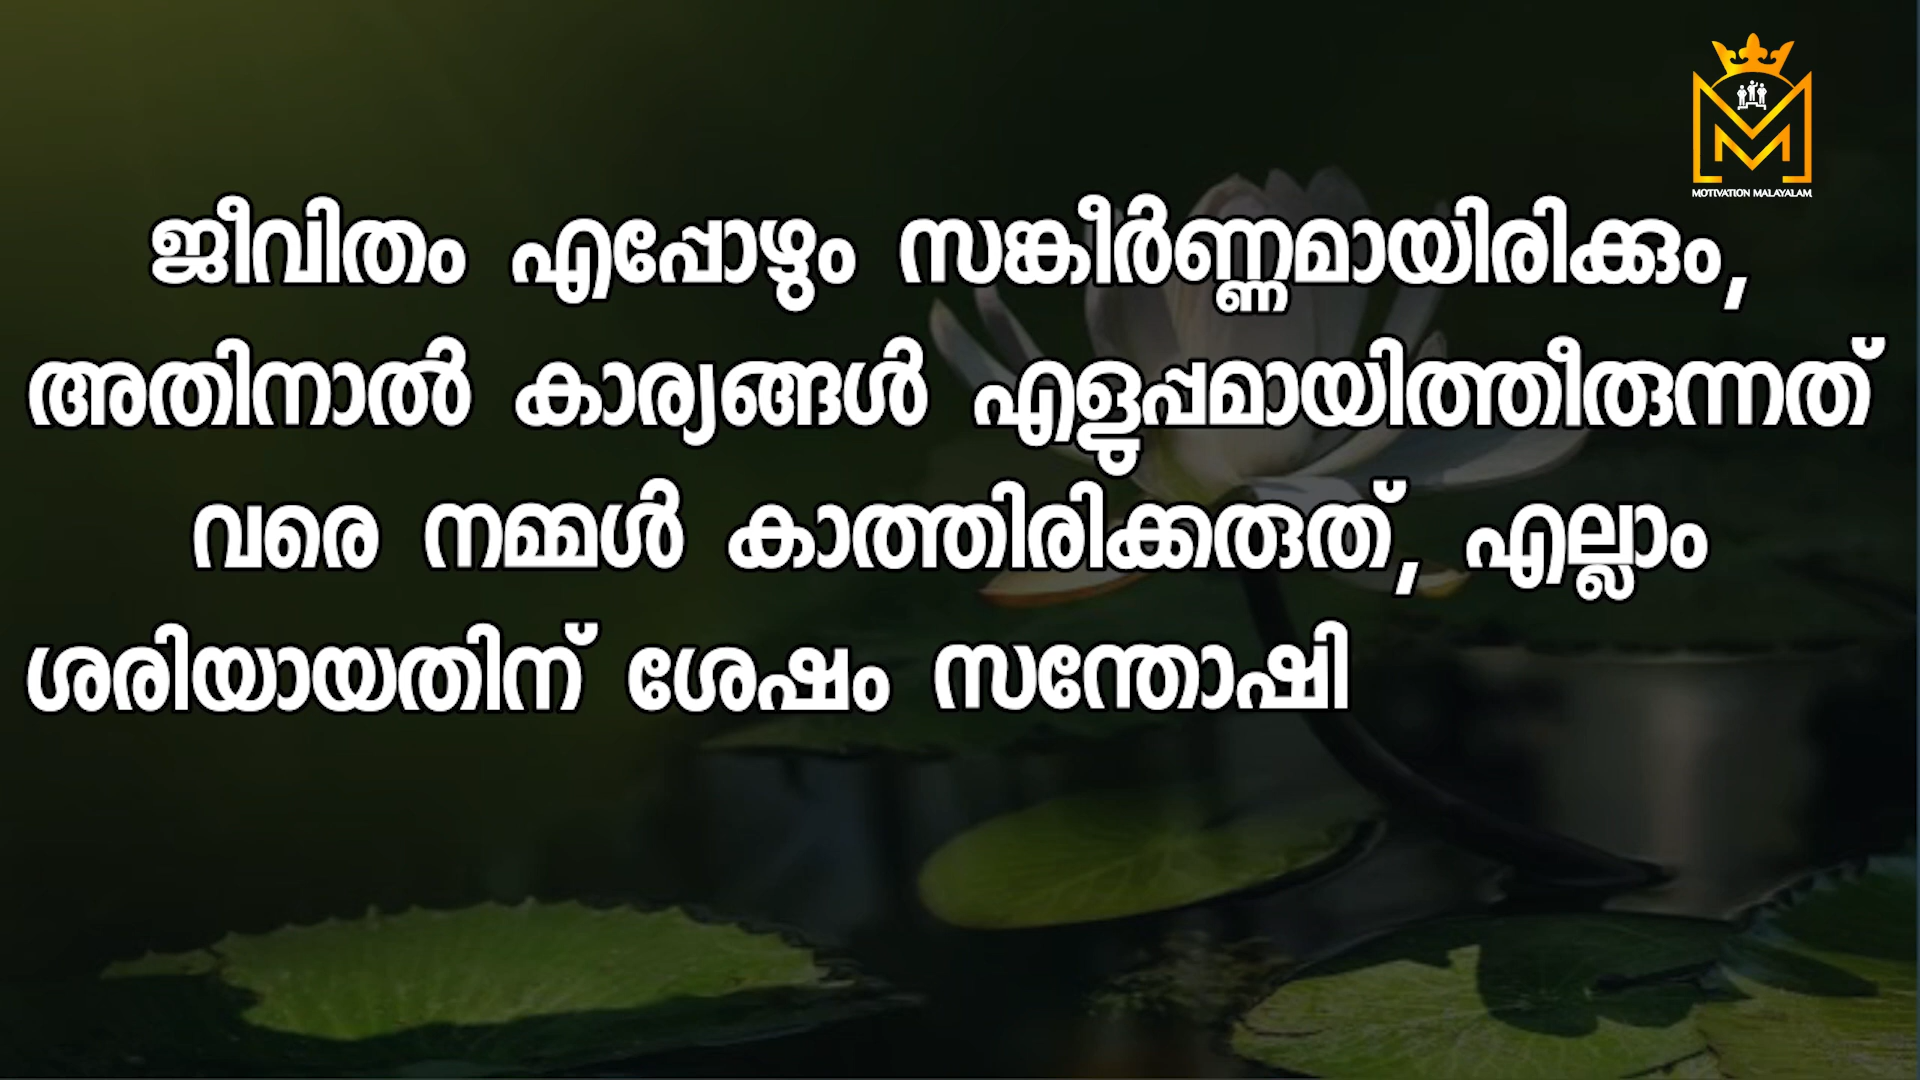 MOTIVATION MALAYALAM
ജീവിതം എപ്പോഴും സങ്കീർണ്ണമായിരിക്കും,
അതിനാൽ കാര്യങ്ങൾ എളുപ്പമായിത്തീരുന്നത്
വരെ നമ്മൾ കാത്തിരിക്കരുത്, എല്ലാം
ശരിയായതിന് ശേഷം സന്തോഷി